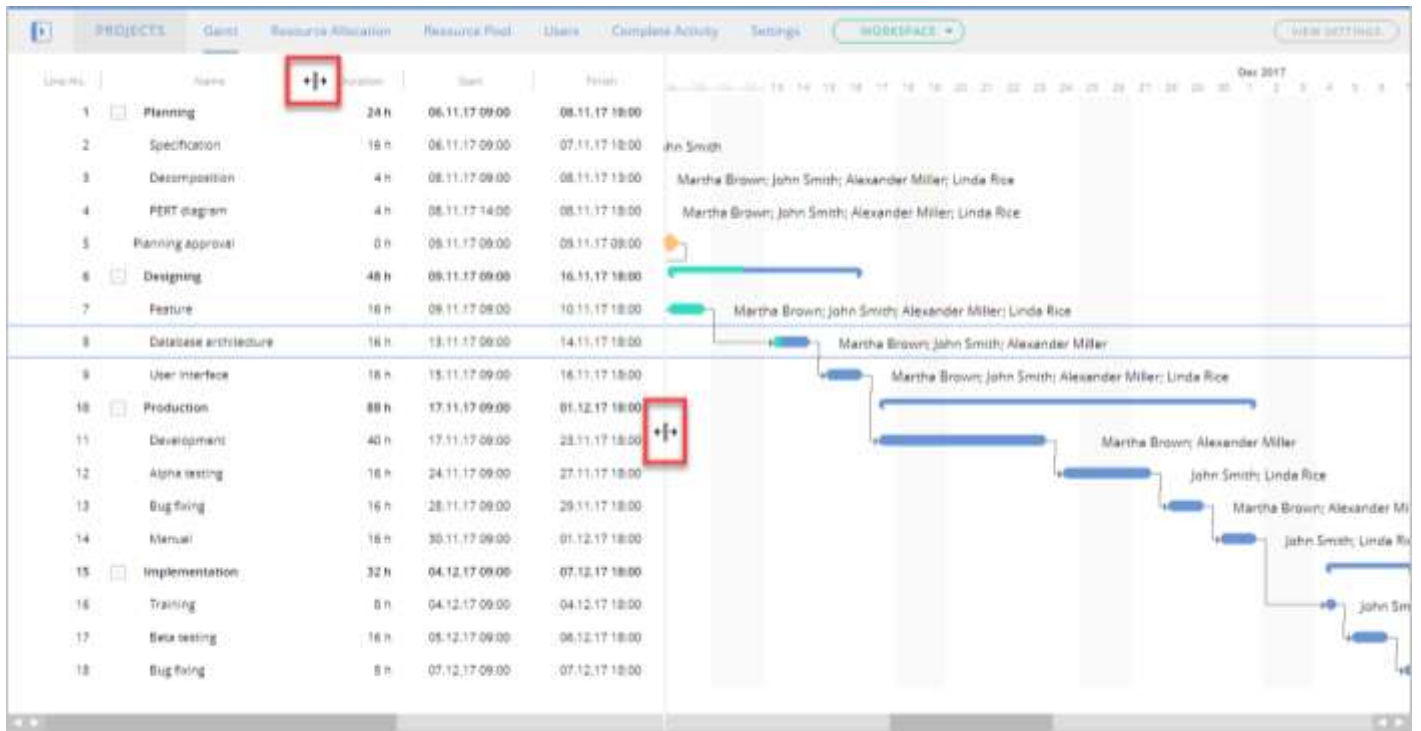 PROJECTS Gantt Resource Allocation Resource Pool Users Complete Activity Settings WORKSPACE VIEW SETTINGS
Line No. Name Duration Start Finish Dec 2017
1 Planning 24 h 06.11.17 09:00 08.11.17 18:00
2 Specification 16 h 06.11.17 09:00 07.11.17 18:00 hn Smith
3 Decomposition 4 h 08.11.17 09:00 08.11.17 13:00 Martha Brown; John Smith; Alexander Miller; Linda Rice
4 PERT diagram 4 h 08.11.17 14:00 08.11.17 18:00 Martha Brown; John Smith; Alexander Miller; Linda Rice
5 Planning approval 0 h 09.11.17 09:00 09.11.17 09:00
6 Designing 48 h 09.11.17 09:00 16.11.17 18:00
7 Feature 16 h 09.11.17 09:00 10.11.17 18:00 Martha Brown; John Smith; Alexander Miller; Linda Rice
8 Database architecture 16 h 13.11.17 09:00 14.11.17 18:00 Martha Brown; John Smith; Alexander Miller
9 User interface 16 h 15.11.17 09:00 16.11.17 18:00 Martha Brown; John Smith; Alexander Miller; Linda Rice
10 Production 88 h 17.11.17 09:00 01.12.17 18:00
11 Development 40 h 17.11.17 09:00 23.11.17 18:00 Martha Brown; Alexander Miller
12 Alpha testing 16 h 24.11.17 09:00 27.11.17 18:00 John Smith; Linda Rice
13 Bug fixing 16 h 28.11.17 09:00 29.11.17 18:00 Martha Brown; Alexander Mi
14 Manual 16 h 30.11.17 09:00 01.12.17 18:00 John Smith; Linda Ri
15 Implementation 32 h 04.12.17 09:00 07.12.17 18:00
16 Training 8 h 04.12.17 09:00 04.12.17 18:00 John Sm
17 Beta testing 16 h 05.12.17 09:00 06.12.17 18:00
18 Bug fixing 8 h 07.12.17 09:00 07.12.17 18:00